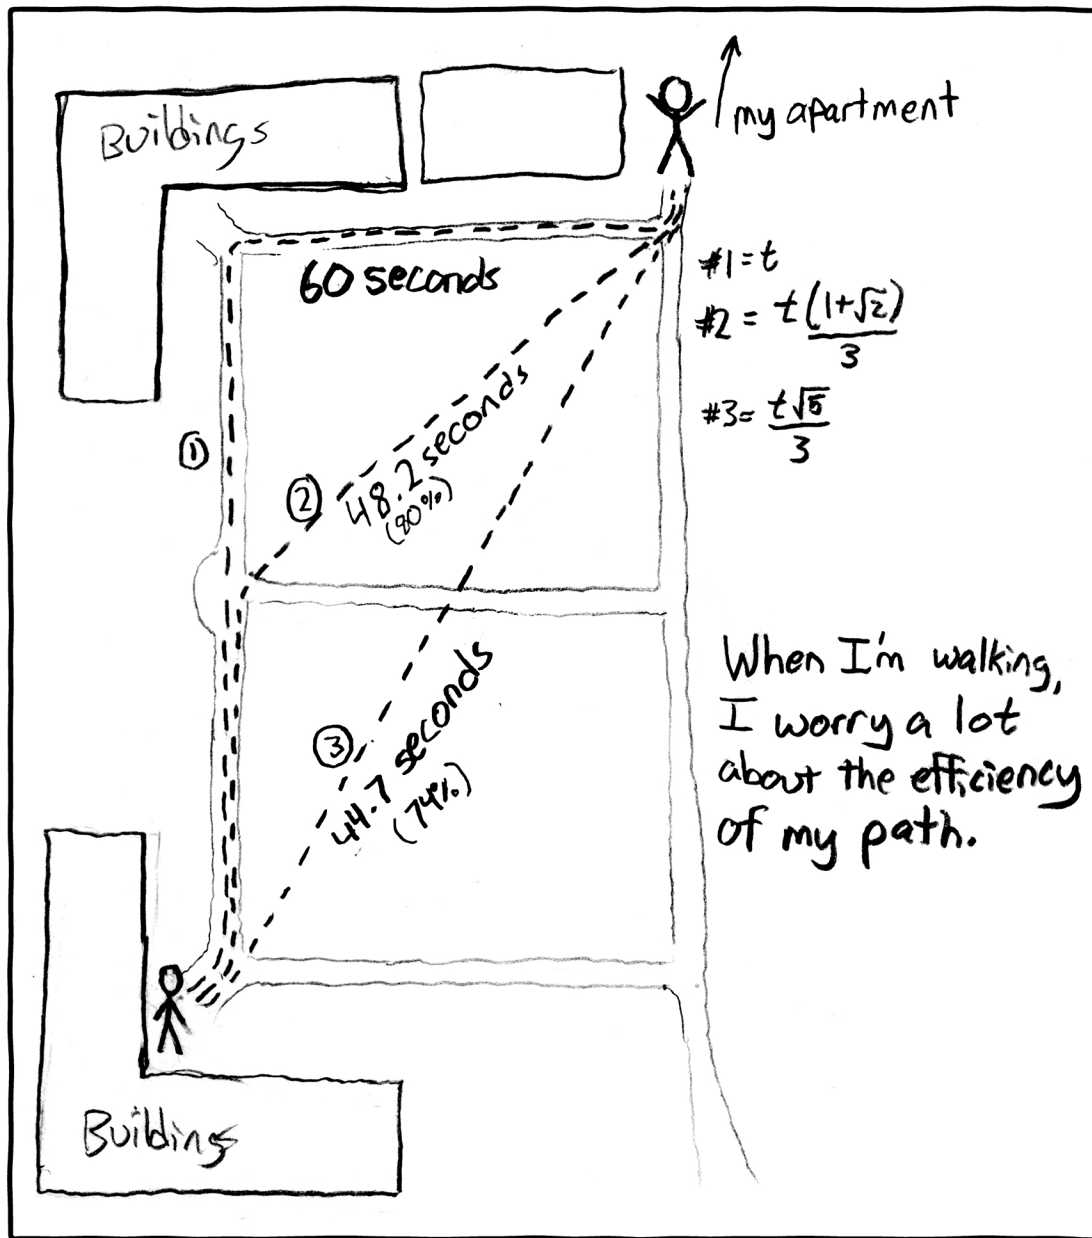 Buildings
my apartment
60 seconds
#1 = t
#2 = t(1+√2)
3
#3 = t√5
3
①
②
48.2 seconds
(80%)
③
44.7 seconds
(74%)
When I'm walking,
I worry a lot
about the efficiency
of my path.
Buildings